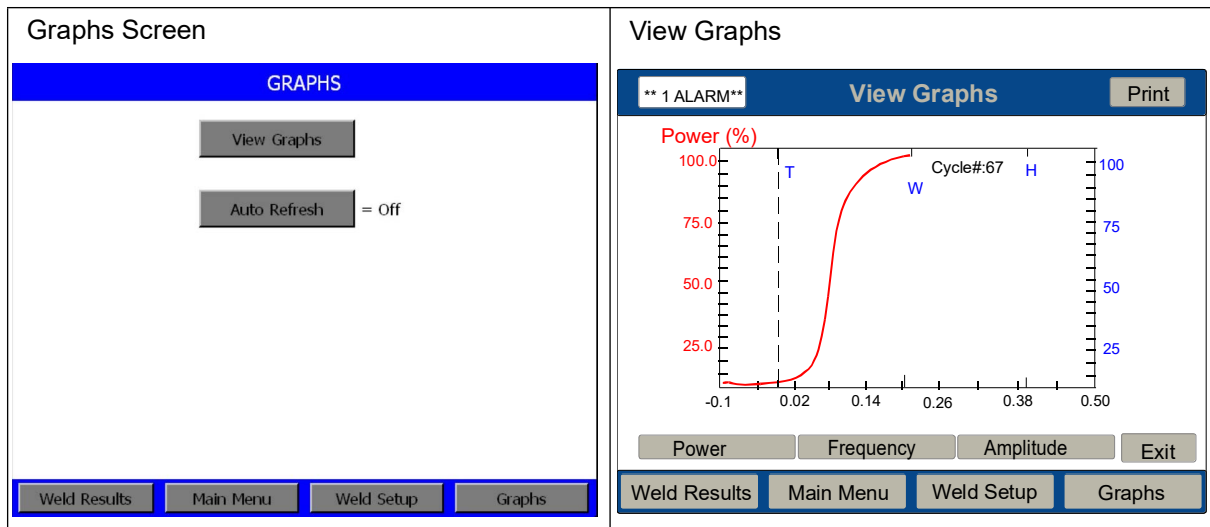 Graphs Screen
GRAPHS
View Graphs
Auto Refresh = Off
Weld Results Main Menu Weld Setup Graphs
View Graphs
** 1 ALARM** View Graphs Print
Power (%)
100.0 T Cycle#:67 H 100
W
75.0 75
50.0 50
25.0 25
-0.1 0.02 0.14 0.26 0.38 0.50
Power Frequency Amplitude Exit
Weld Results Main Menu Weld Setup Graphs